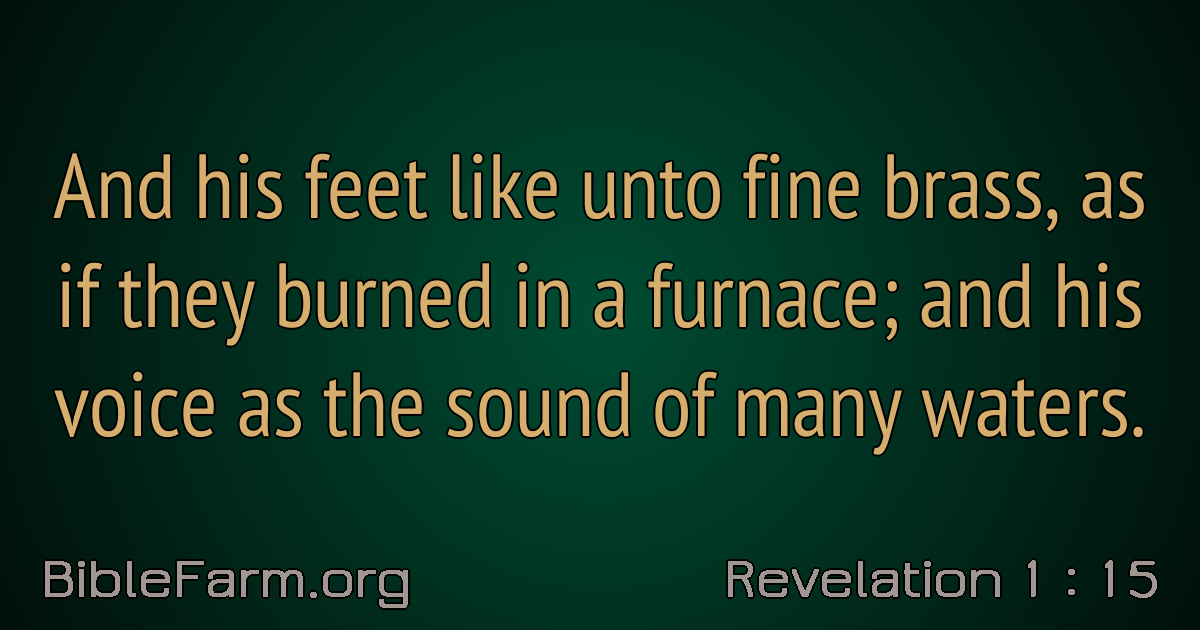 And his feet like unto fine brass, as
if they burned in a furnace; and his
voice as the sound of many waters.
BibleFarm.org
Revelation 1 : 15